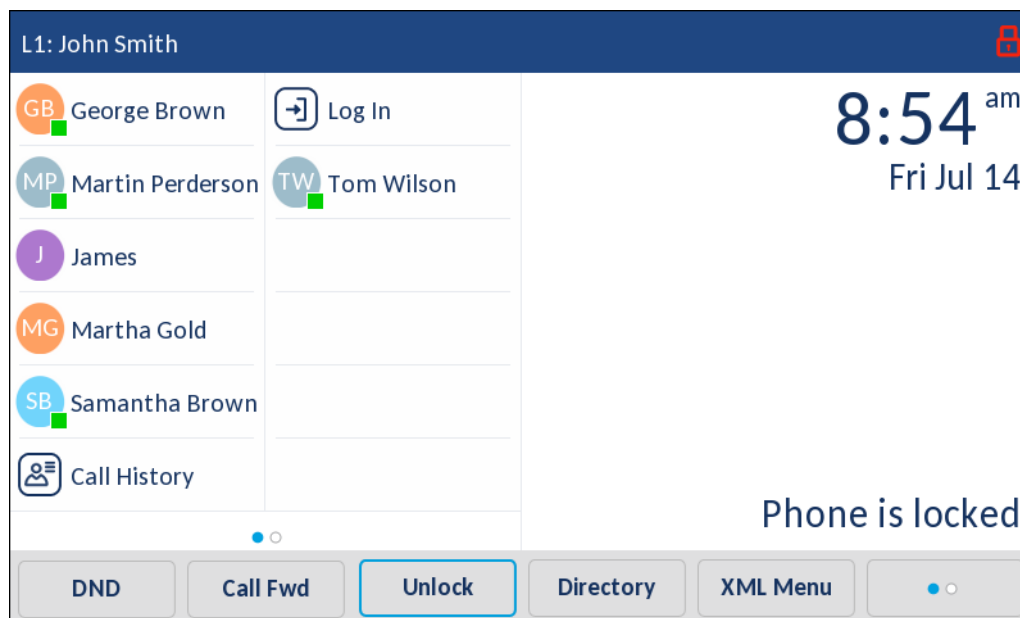 L1: John Smith
GB George Brown
Log In
8:54 am
Fri Jul 14
MP Martin Perderson
TW Tom Wilson
J James
MG Martha Gold
SB Samantha Brown
Call History
Phone is locked
DND
Call Fwd
Unlock
Directory
XML Menu